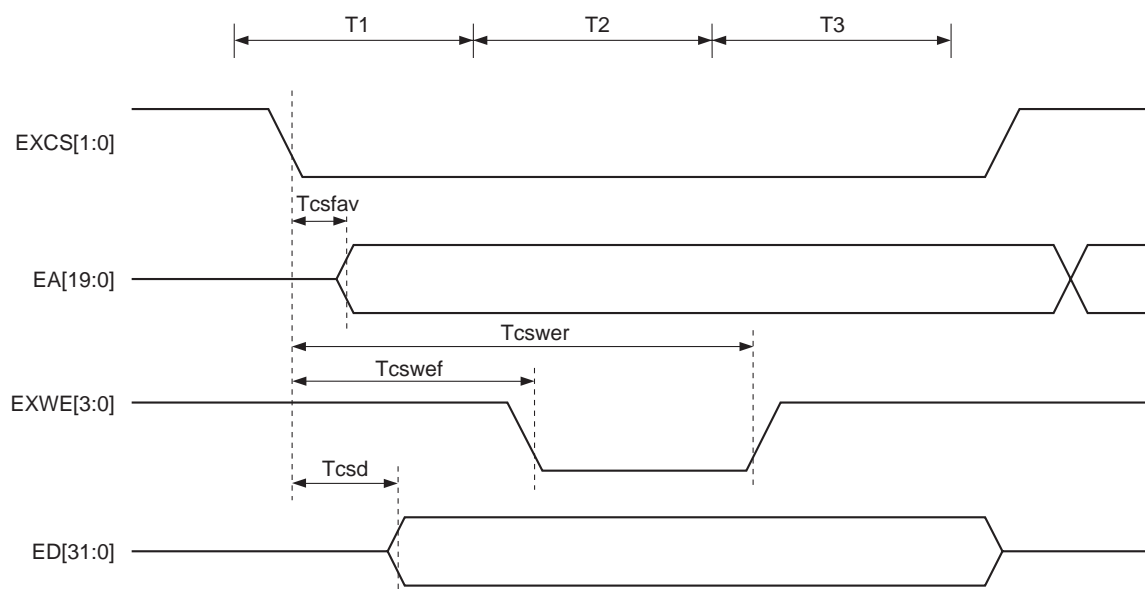 T1 T2 T3
EXCS[1:0]
Tcsfav
EA[19:0]
Tcswer
Tcswef
EXWE[3:0]
Tcsd
ED[31:0]